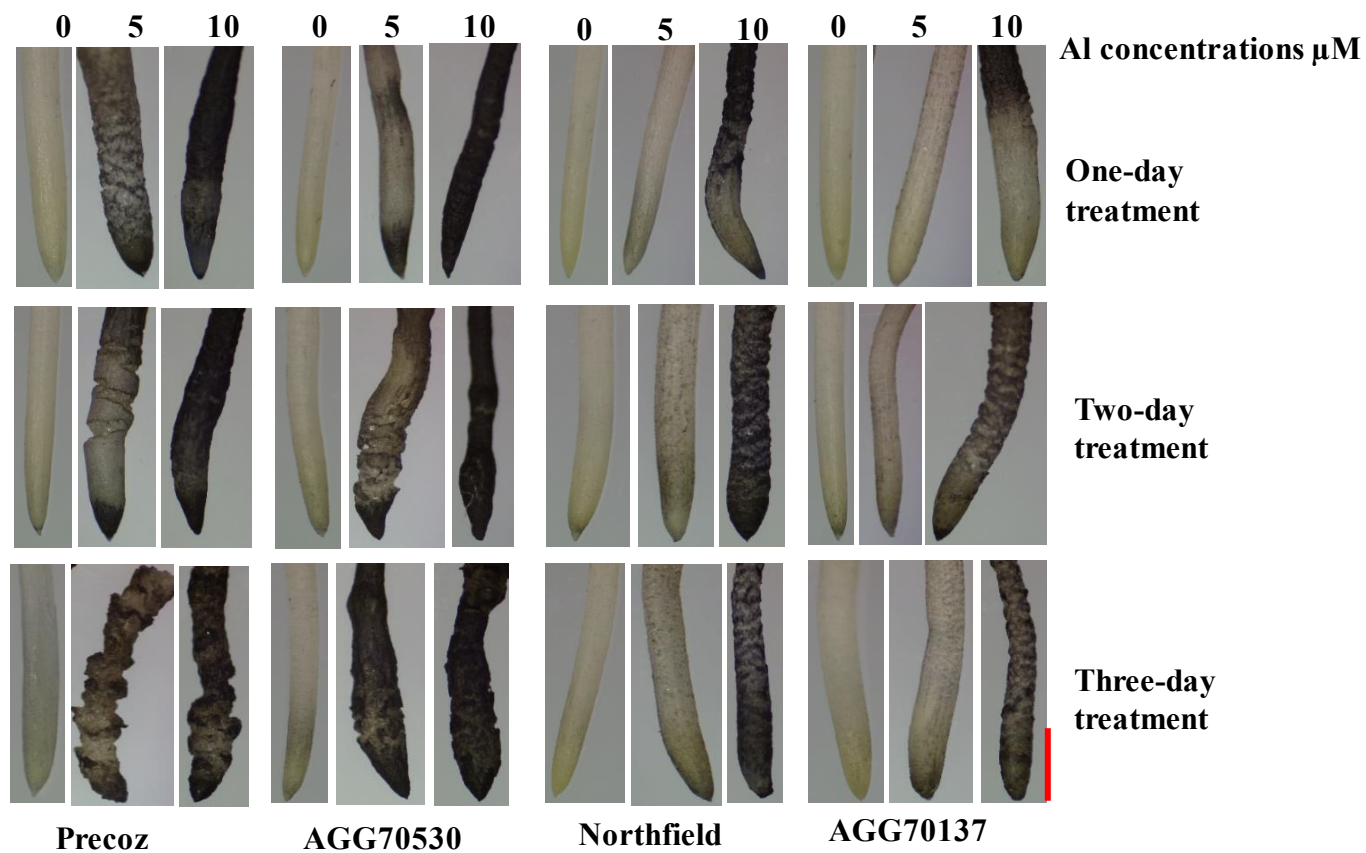 0 5 10 0 5 10 0 5 10 0 5 10
Al concentrations µM
One-day
treatment
Two-day
treatment
Three-day
treatment
Precoz AGG70530 Northfield AGG70137